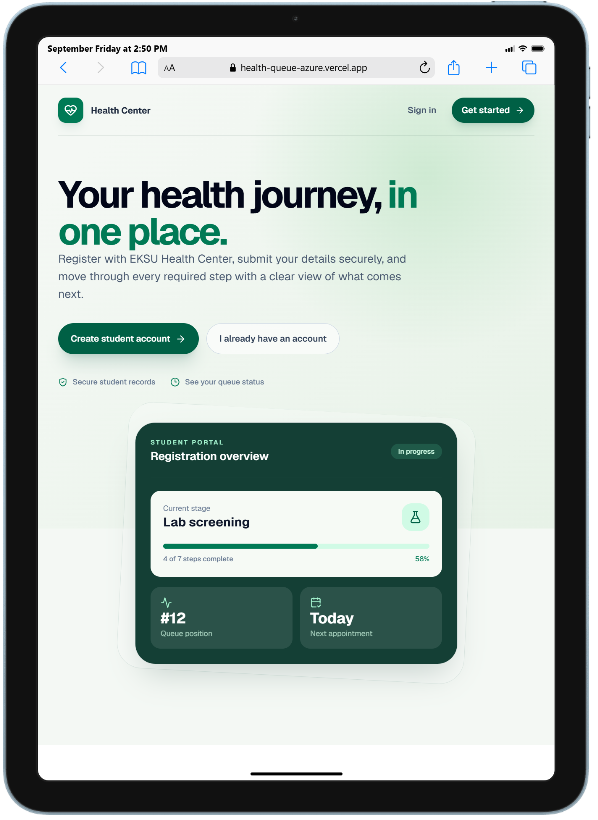 September Friday at 2:50 PM
AA
health-queue-azure.vercel.app
Health Center
Sign in
Get started →
Your health journey, in
one place.
Register with EKSU Health Center, submit your details securely, and
move through every required step with a clear view of what comes
next.
Create student account →
I already have an account
Secure student records
See your queue status
STUDENT PORTAL
Registration overview
In progress
Current stage
Lab screening
4 of 7 steps complete
58%
#12
Queue position
Today
Next appointment